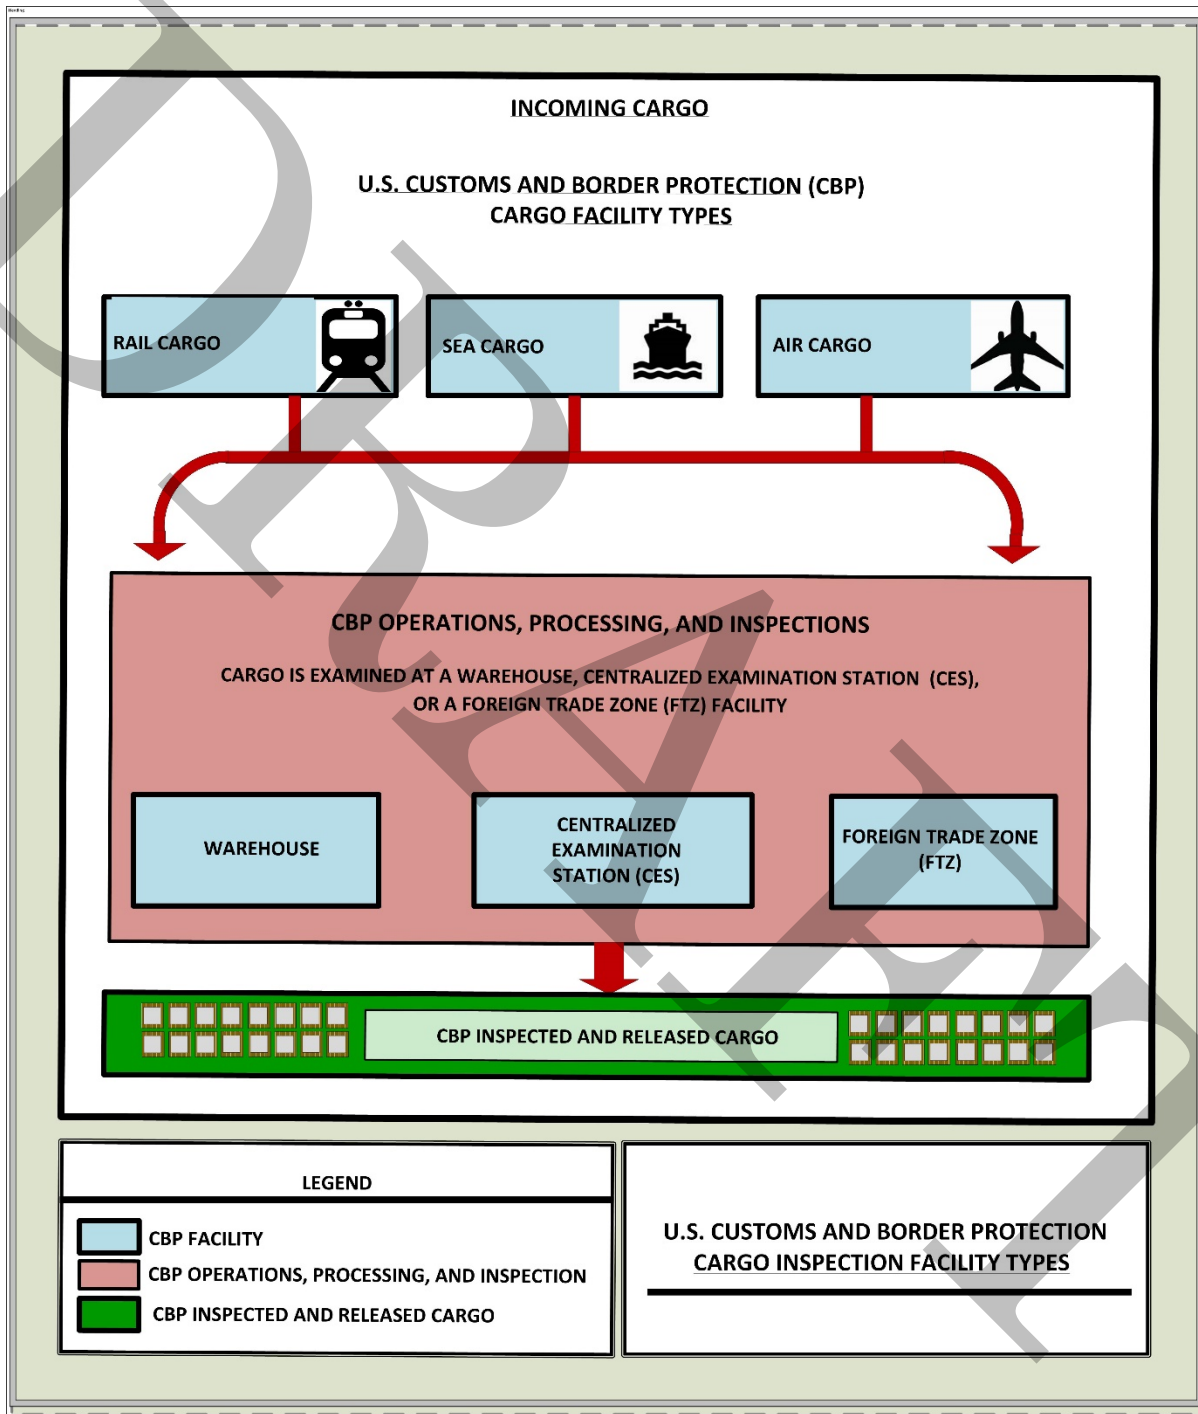 INCOMING CARGO
U.S. CUSTOMS AND BORDER PROTECTION (CBP)
CARGO FACILITY TYPES
RAIL CARGO
SEA CARGO
AIR CARGO
CBP OPERATIONS, PROCESSING, AND INSPECTIONS
CARGO IS EXAMINED AT A WAREHOUSE, CENTRALIZED EXAMINATION STATION (CES),
OR A FOREIGN TRADE ZONE (FTZ) FACILITY
WAREHOUSE
CENTRALIZED
EXAMINATION
STATION (CES)
FOREIGN TRADE ZONE
(FTZ)
CBP INSPECTED AND RELEASED CARGO
LEGEND
CBP FACILITY
CBP OPERATIONS, PROCESSING, AND INSPECTION
CBP INSPECTED AND RELEASED CARGO
U.S. CUSTOMS AND BORDER PROTECTION
CARGO INSPECTION FACILITY TYPES
DRAFT